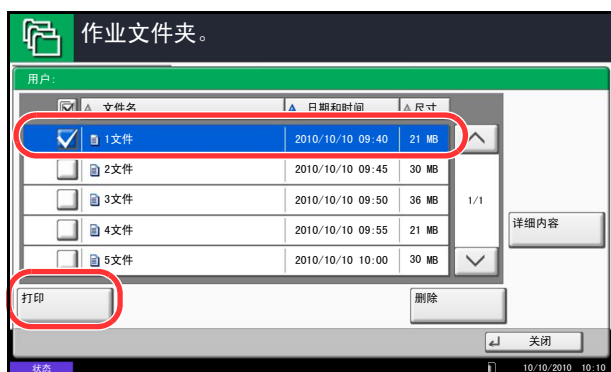 作业文件夹。
用户:
文件名 日期和时间 尺寸
1文件 2010/10/10 09:40 21 MB
2文件 2010/10/10 09:45 30 MB
3文件 2010/10/10 09:50 36 MB
1/1
4文件 2010/10/10 09:55 21 MB
详细内容
5文件 2010/10/10 10:00 30 MB
打印 删除
关闭
状态 10/10/2010 10:10